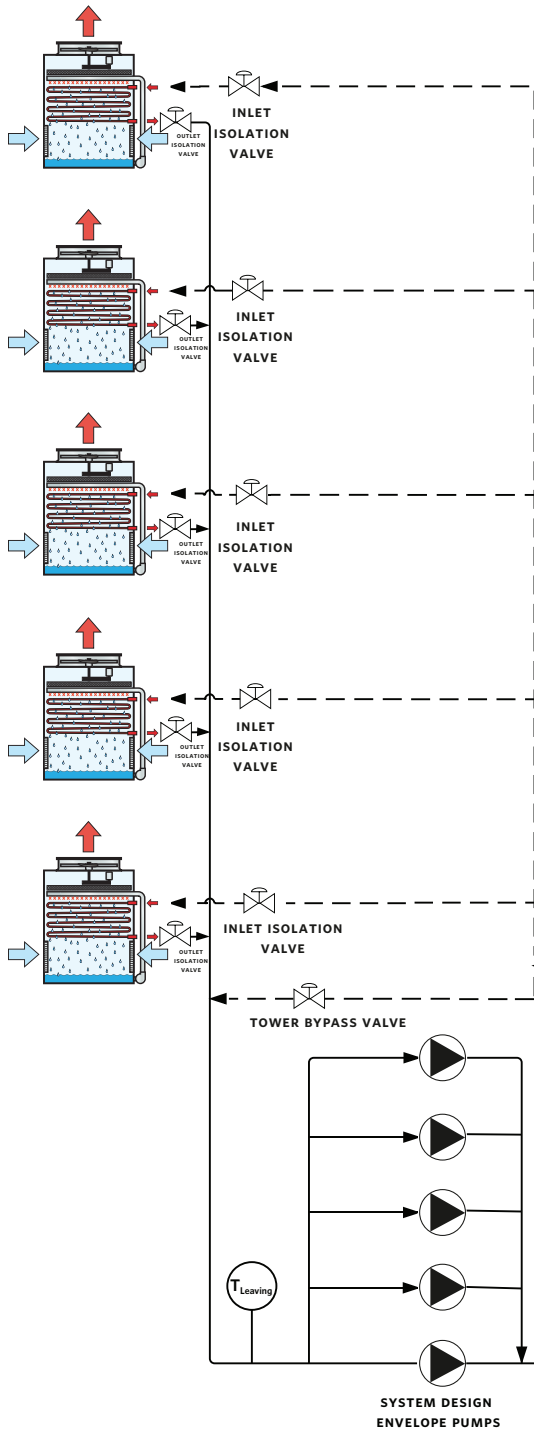 INLET
ISOLATION
VALVE
OUTLET
ISOLATION
VALVE
INLET
ISOLATION
VALVE
OUTLET
ISOLATION
VALVE
INLET
ISOLATION
VALVE
OUTLET
ISOLATION
VALVE
INLET
ISOLATION
VALVE
OUTLET
ISOLATION
VALVE
INLET ISOLATION
VALVE
OUTLET
ISOLATION
VALVE
TOWER BYPASS VALVE
TLeaving
SYSTEM DESIGN
ENVELOPE PUMPS